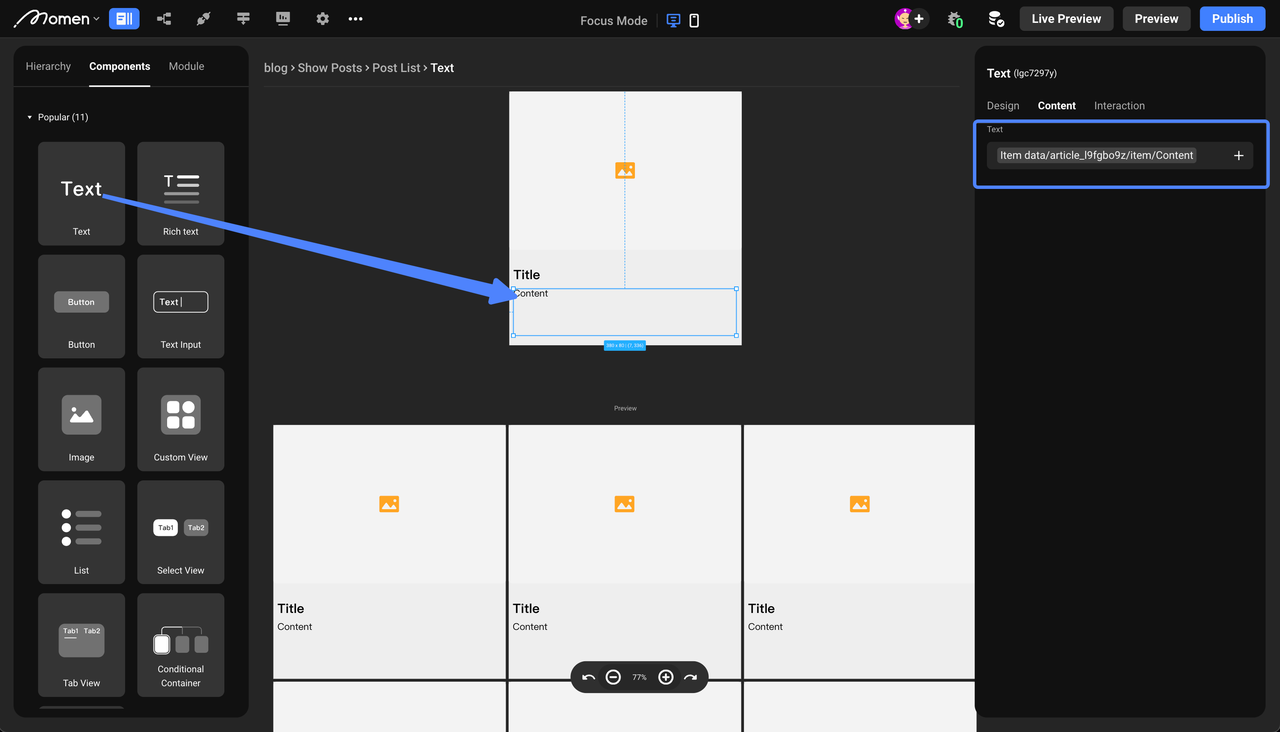 Momen
Focus Mode
0
Live Preview
Preview
Publish
Hierarchy
Components
Module
Popular (11)
Text
Text
T
Rich text
Button
Button
Text
Text Input
Image
Custom View
List
Tab1
Tab2
Select View
Tab1
Tab2
Tab View
Conditional
Container
blog > Show Posts > Post List > Text
Title
Content
Preview
Title
Content
Title
Content
Title
Content
77%
Text (lgc7297y)
Design
Content
Interaction
Text
Item data/article_l9fgbo9z/item/Content